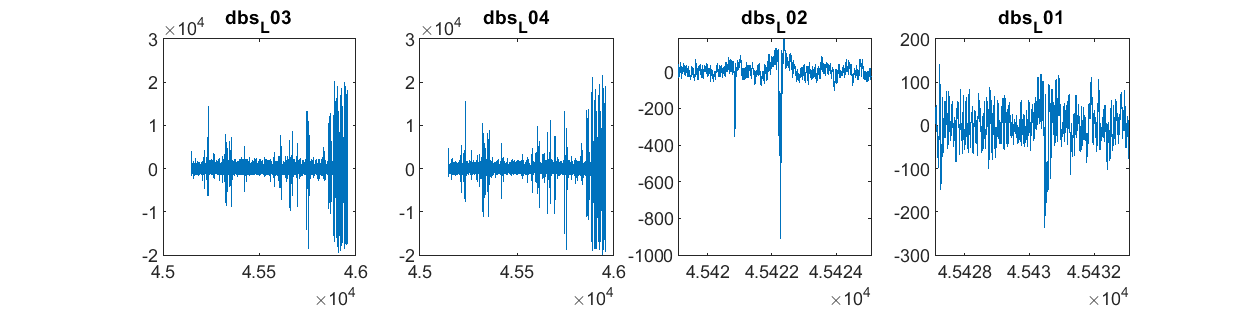 dbs_L03 dbs_L04 dbs_L02 dbs_L01
×10^4 ×10^4
3 3 200
2 2 0 100
1 1 -200 0
0 0 -400 -100
-1 -1 -600 -200
-2 -2 -800 -300
-1000
4.5 4.55 4.6 4.5 4.55 4.6 4.542 4.5422 4.5424 4.5428 4.543 4.5432
×10^4 ×10^4 ×10^4 ×10^4